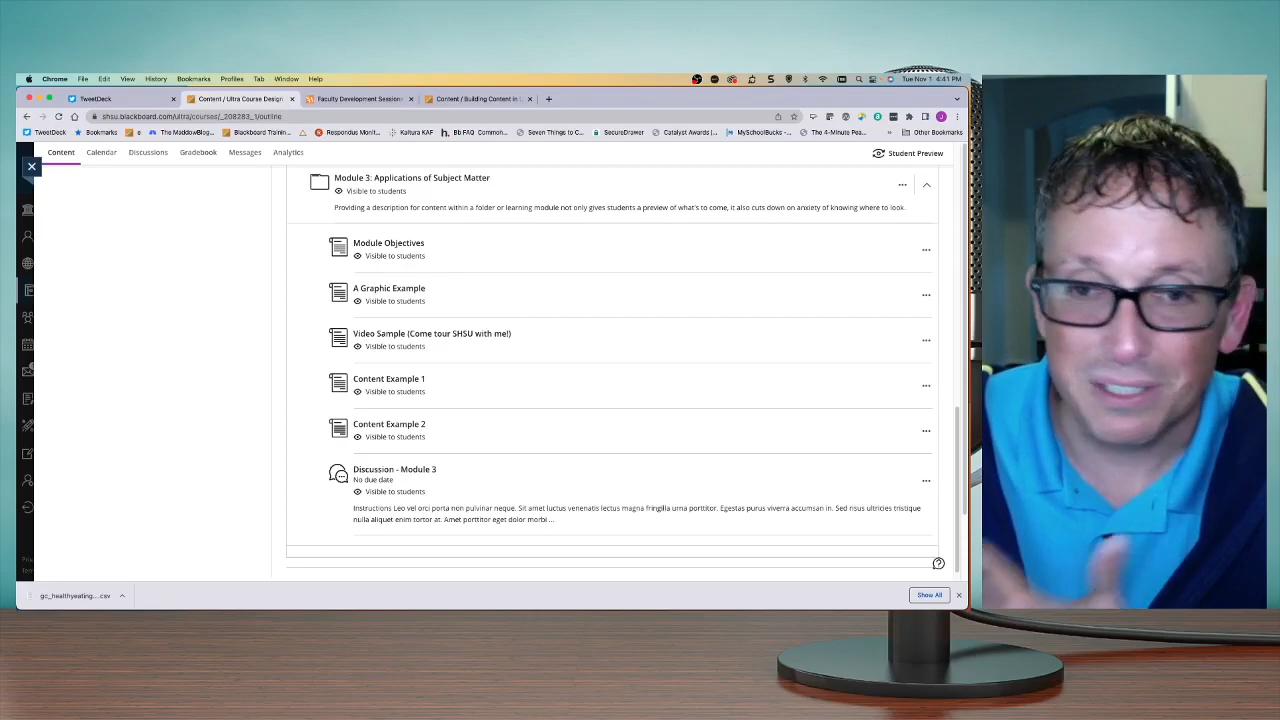 Chrome File Edit View History Bookmarks Profiles Tab Window Help
Tue Nov 1 4:41 PM
TweetDeck
Content / Ultra Course Design
Faculty Development Session
Content / Building Content in
shsu.blackboard.com/ultra/courses/_208283_1/outline
TweetDeck Bookmarks The MaddowBlog... Blackboard Training... Respondus Monit... Kaltura KAF Bb FAQ_Common... Seven Things to C... SecureDrawer Catalyst Awards (... MySchoolBucks -... The 4-Minute Pea... Other Bookmarks
Content Calendar Discussions Gradebook Messages Analytics
Student Preview
Module 3: Applications of Subject Matter
Visible to students
Providing a description for content within a folder or learning module not only gives students a preview of what's to come, it also cuts down on anxiety of knowing where to look.
Module Objectives
Visible to students
A Graphic Example
Visible to students
Video Sample (Come tour SHSU with me!)
Visible to students
Content Example 1
Visible to students
Content Example 2
Visible to students
Discussion - Module 3
No due date
Visible to students
Instructions Leo vel orci porta non pulvinar neque. Sit amet luctus venenatis lectus magna fringilla urna porttitor. Egestas purus viverra accumsan in. Sed risus ultricies tristique
nulla aliquet enim tortor at. Amet porttitor eget dolor morbi ...
gc_healthyeating....csv
Show All